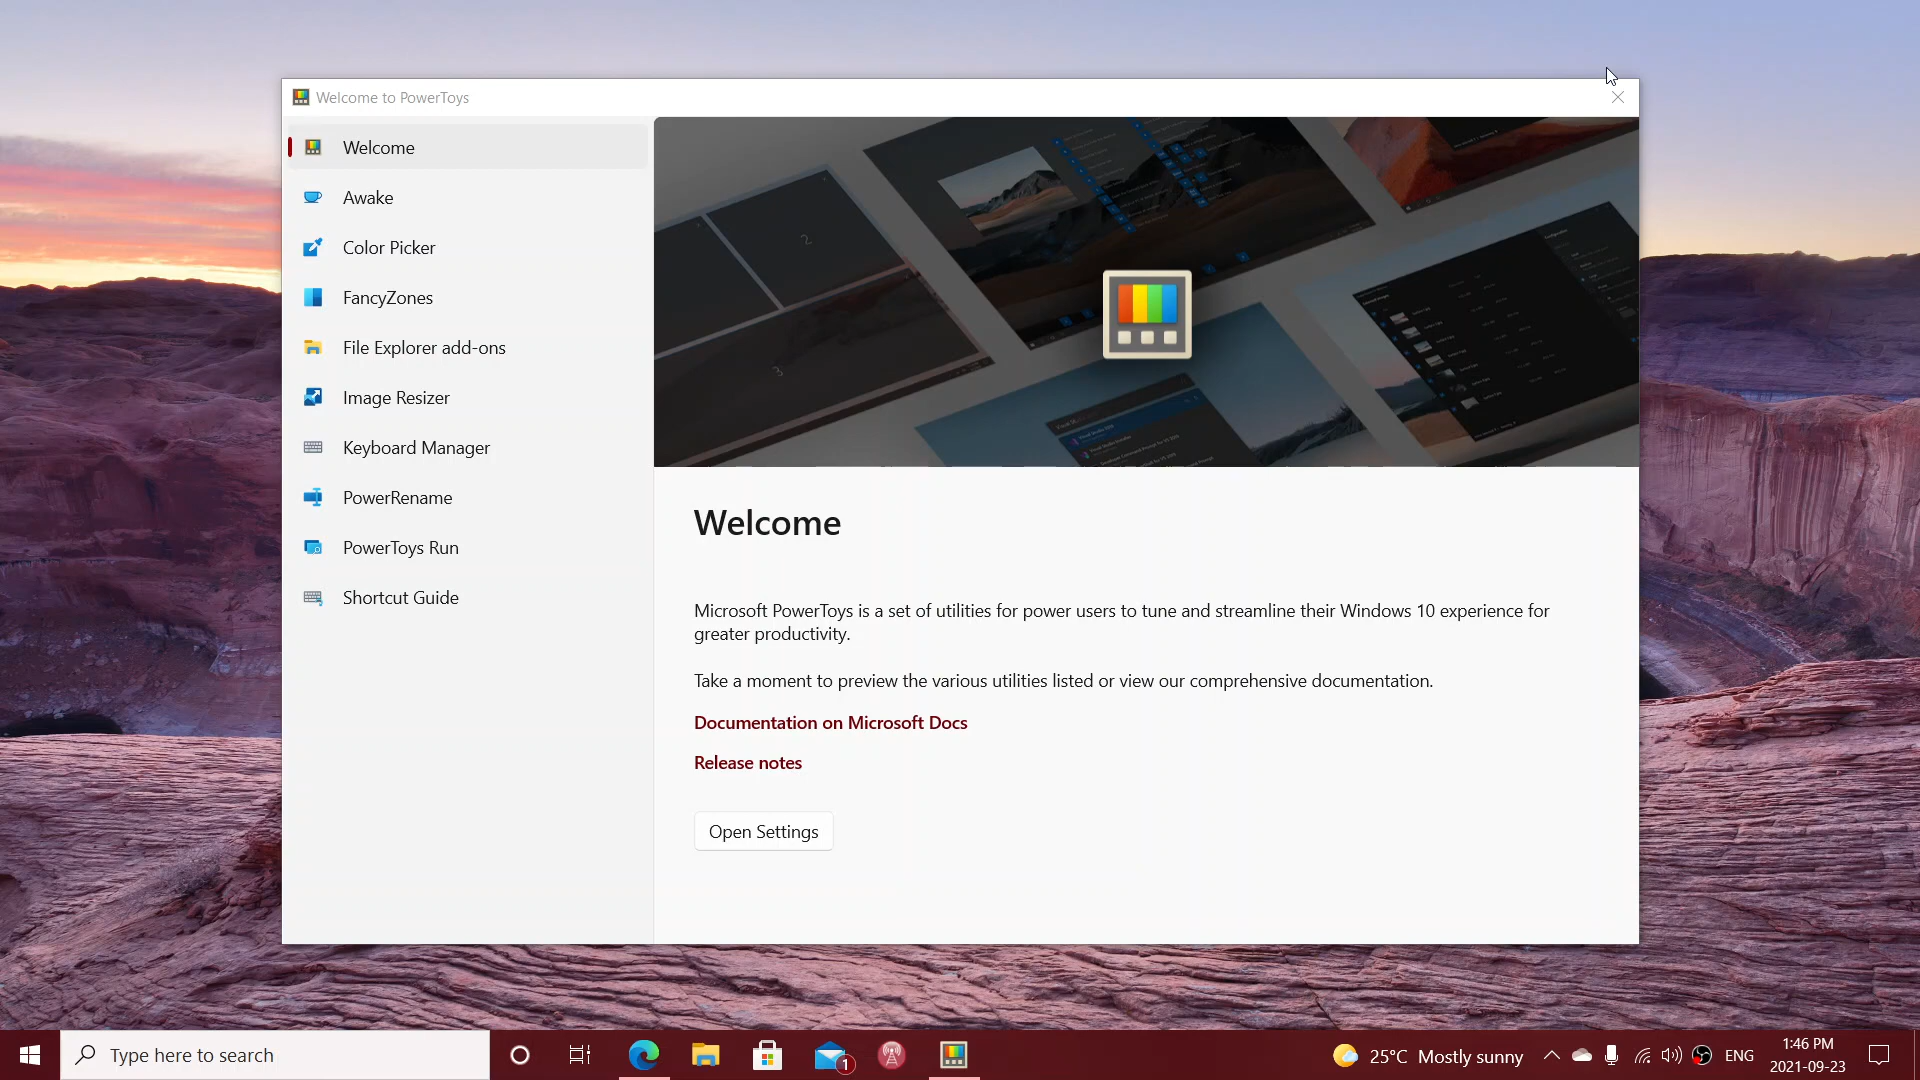 Welcome to PowerToys
Welcome
Awake
Color Picker
FancyZones
File Explorer add-ons
Image Resizer
Keyboard Manager
PowerRename
PowerToys Run
Shortcut Guide
2
3
Welcome
Microsoft PowerToys is a set of utilities for power users to tune and streamline their Windows 10 experience for
greater productivity.
Take a moment to preview the various utilities listed or view our comprehensive documentation.
Documentation on Microsoft Docs
Release notes
Open Settings
Type here to search
1
25°C Mostly sunny
ENG
1:46 PM
2021-09-23